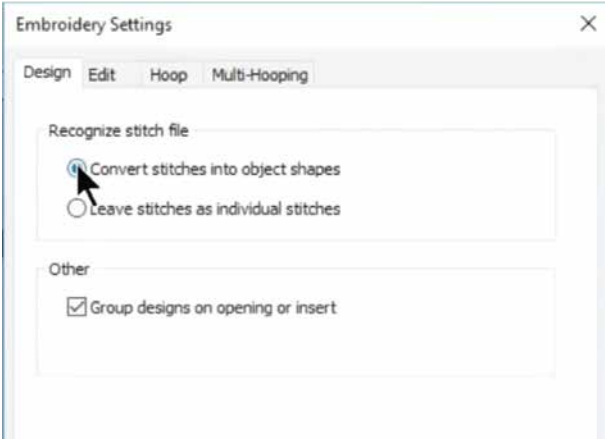 Embroidery Settings
Design Edit Hoop Multi-Hooping
Recognize stitch file
Convert stitches into object shapes
Leave stitches as individual stitches
Other
Group designs on opening or insert